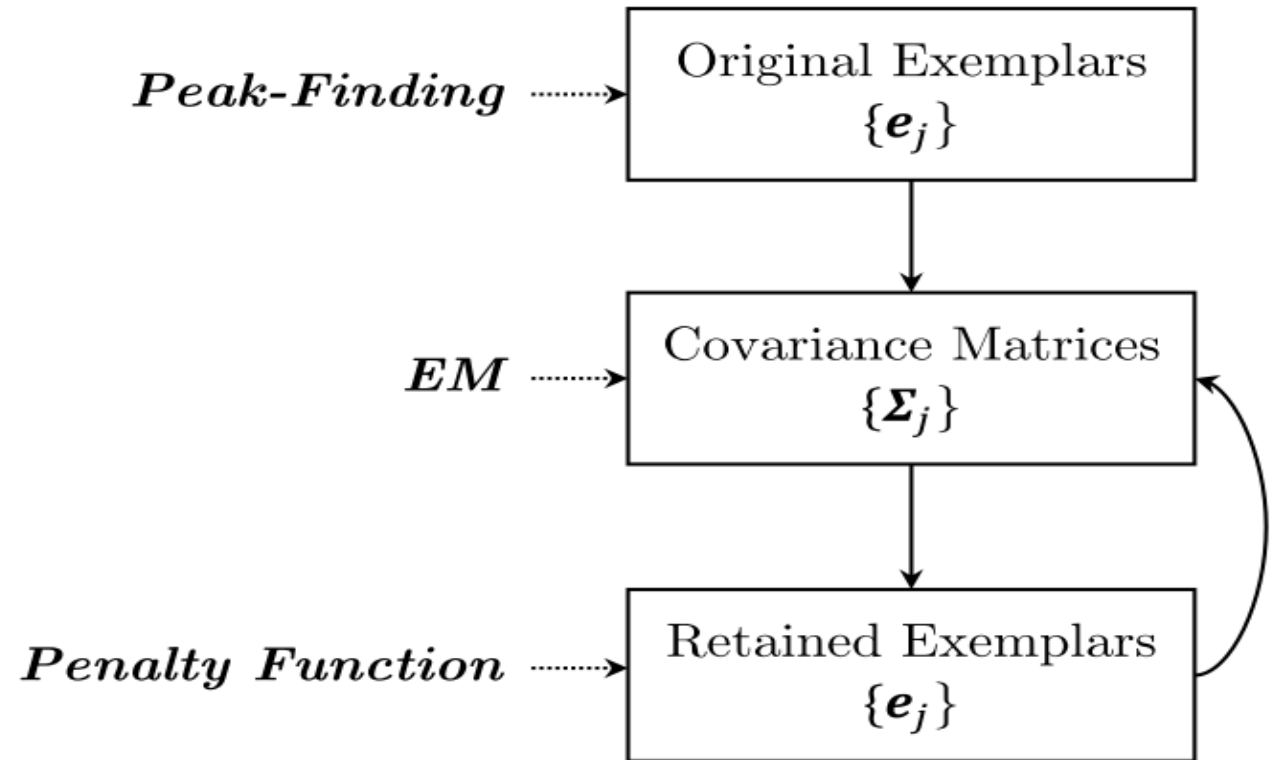 Peak-Finding
Original Exemplars
{e_j}
EM
Covariance Matrices
{Σ_j}
Penalty Function
Retained Exemplars
{e_j}